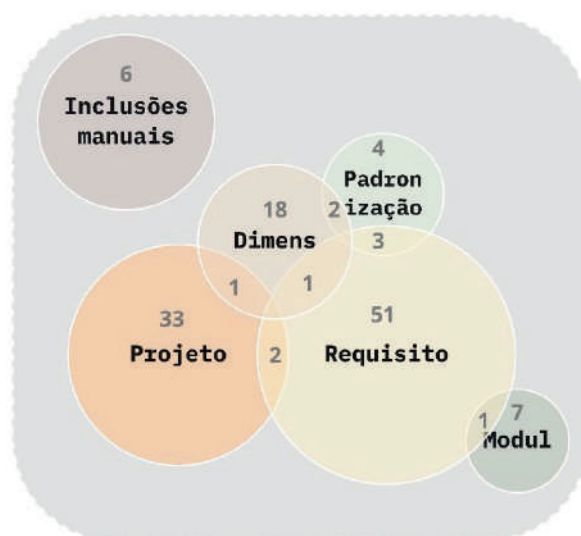 6
Inclusões
manuais
4
Padron
ização
18
2
Dimens
3
1
1
33
51
Projeto
2
Requisito
1
7
Modul